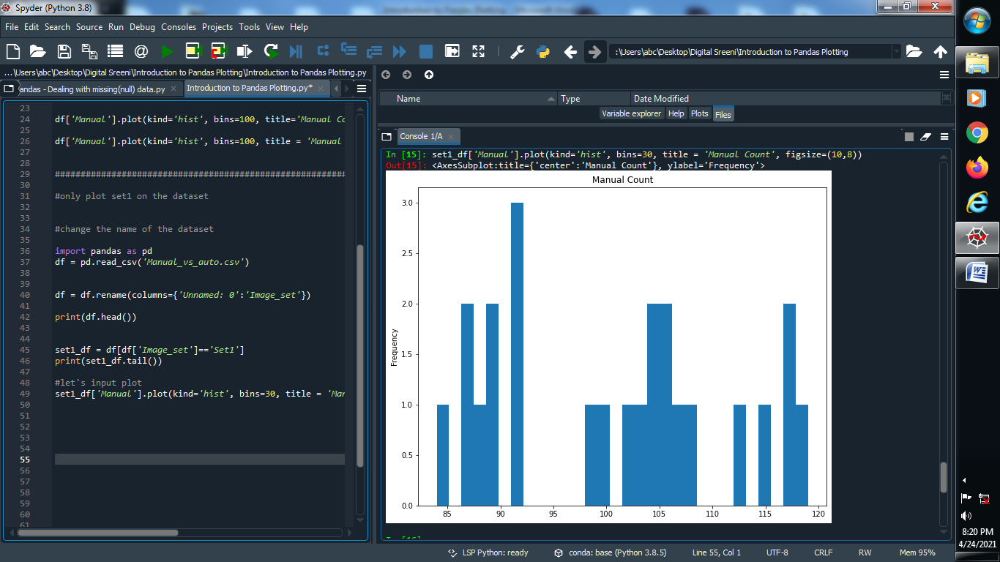 Spyder (Python 3.8)
File Edit Search Source Run Debug Consoles Projects Tools View Help
:\Users\abc\Desktop\Digital Sreeni\Introduction to Pandas Plotting
...\Users\abc\Desktop\Digital Sreeni\Introduction to Pandas Plotting\Introduction to Pandas Plotting.py
andas - Dealing with missing(null) data.py
Introduction to Pandas Plotting.py*
23
24 df['Manual'].plot(kind='hist', bins=100, title='Manual Co
25
26 df['Manual'].plot(kind='hist', bins=100, title = 'Manual
27
28
29 #########################################################
30
31 #only plot set1 on the dataset
32
33
34 #change the name of the dataset
35
36 import pandas as pd
37 df = pd.read_csv('Manual_vs_auto.csv')
38
39
40 df = df.rename(columns={'Unnamed: 0':'Image_set'})
41
42 print(df.head())
43
44
45 set1_df = df[df['Image_set']=='Set1']
46 print(set1_df.tail())
47
48 #let's input plot
49 set1_df['Manual'].plot(kind='hist', bins=30, title = 'Man
50
51
52
53
54
55
56
57
58
59
60
61
Name Type Date Modified
Variable explorer Help Plots Files
Console 1/A
In [15]: set1_df['Manual'].plot(kind='hist', bins=30, title = 'Manual Count', figsize=(10,8))
Out[15]: <AxesSubplot:title={'center':'Manual Count'}, ylabel='Frequency'>
Manual Count
3.0
2.5
2.0
1.5
1.0
0.5
0.0
Frequency
85 90 95 100 105 110 115 120
In [16]
LSP Python: ready conda: base (Python 3.8.5) Line 55, Col 1 UTF-8 CRLF RW Mem 95%
8:20 PM
4/24/2021